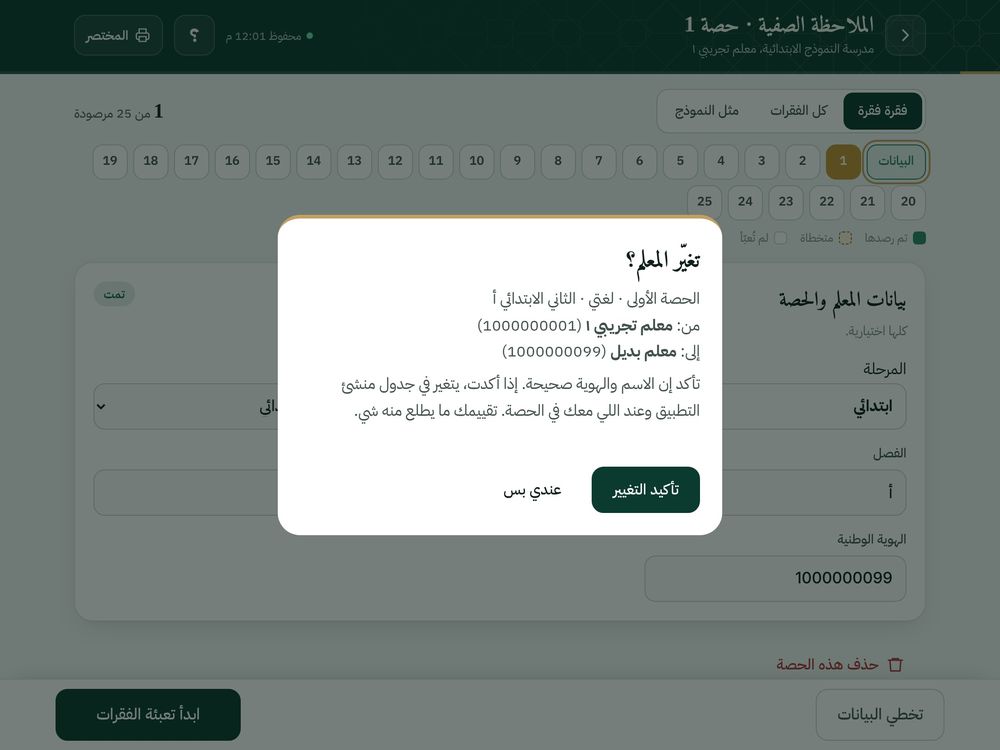 الملاحظة الصفية · حصة 1
مدرسة النموذج الابتدائية، معلم تجريبي ١
محفوظ 12:01 م
؟
المختصر
فقرة فقرة
كل الفقرات
مثل النموذج
1 من 25 مرصودة
البيانات 1 2 3 4 5 6 7 8 9 10 11 12 13 14 15 16 17 18 19
20 21 22 23 24 25
تم رصدها
متخطاة
لم تُعبّأ
بيانات المعلم والحصة
تمت
كلها اختيارية.
المرحلة
ابتدائي
الفصل
أ
الهوية الوطنية
1000000099
تغيّر المعلم؟
الحصة الأولى · لغتي · الثاني الابتدائي أ
من: معلم تجريبي ١ (1000000001)
إلى: معلم بديل (1000000099)
تأكد إن الاسم والهوية صحيحة. إذا أكدت، يتغير في جدول منشئ
التطبيق وعند اللي معك في الحصة. تقييمك ما يطلع منه شي.
تأكيد التغيير
عندي بس
حذف هذه الحصة
تخطي البيانات
ابدأ تعبئة الفقرات